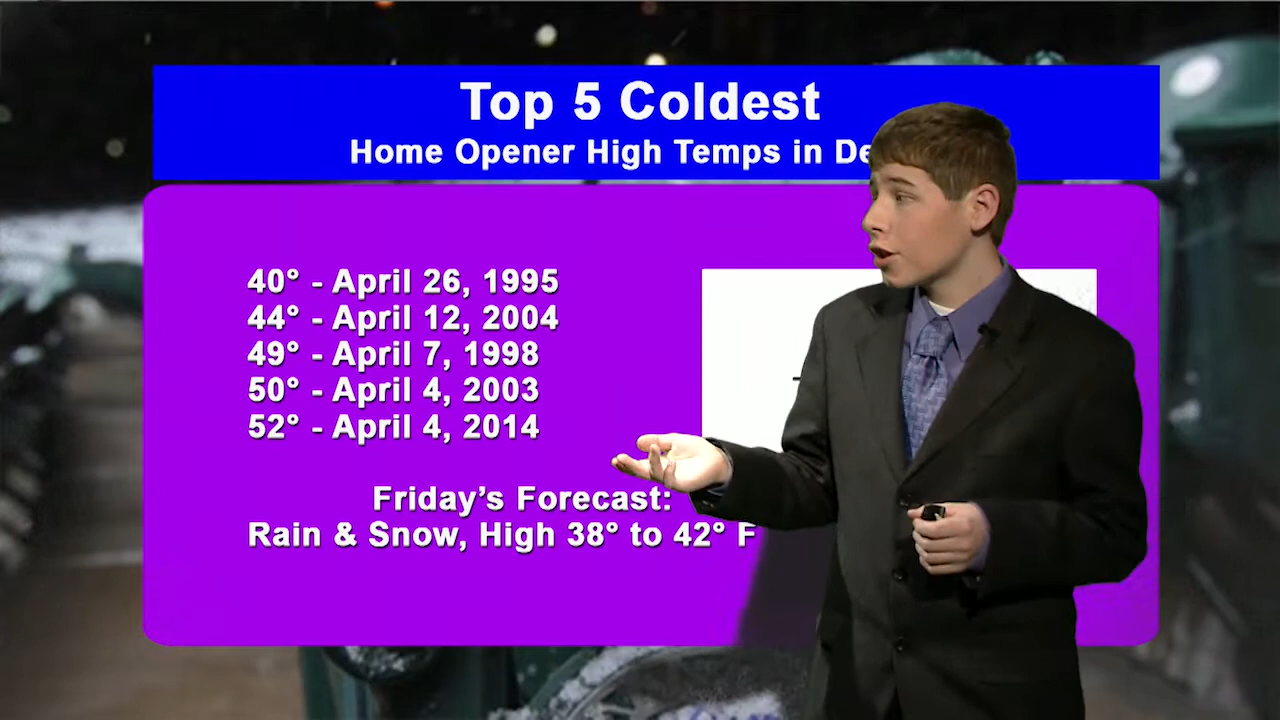 Top 5 Coldest
Home Opener High Temps in
40° - April 26, 1995
44° - April 12, 2004
49° - April 7, 1998
50° - April 4, 2003
52° - April 4, 2014
Friday’s Forecast:
Rain & Snow, High 38° to 42° F